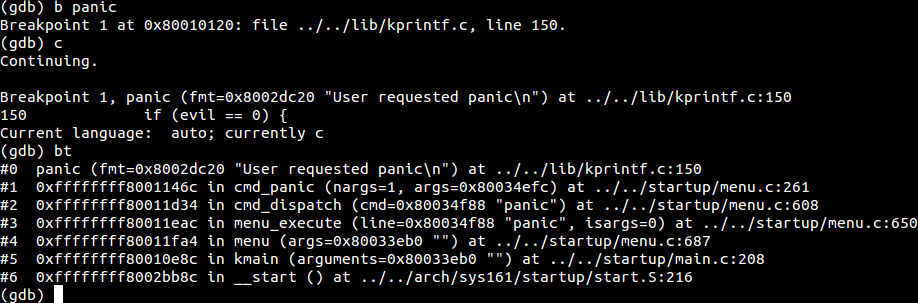 (gdb) b panic
Breakpoint 1 at 0x80010120: file ../../lib/kprintf.c, line 150.
(gdb) c
Continuing.

Breakpoint 1, panic (fmt=0x8002dc20 "User requested panic\n") at ../../lib/kprintf.c:150
150             if (evil == 0) {
Current language:  auto; currently c
(gdb) bt
#0  panic (fmt=0x8002dc20 "User requested panic\n") at ../../lib/kprintf.c:150
#1  0xffffffff8001146c in cmd_panic (nargs=1, args=0x80034efc) at ../../startup/menu.c:261
#2  0xffffffff80011d34 in cmd_dispatch (cmd=0x80034f88 "panic") at ../../startup/menu.c:608
#3  0xffffffff80011eac in menu_execute (line=0x80034f88 "panic", isargs=0) at ../../startup/menu.c:650
#4  0xffffffff80011fa4 in menu (args=0x80033eb0 "") at ../../startup/menu.c:687
#5  0xffffffff80010e8c in kmain (arguments=0x80033eb0 "") at ../../startup/main.c:208
#6  0xffffffff8002bb8c in __start () at ../../arch/sys161/startup/start.S:216
(gdb)